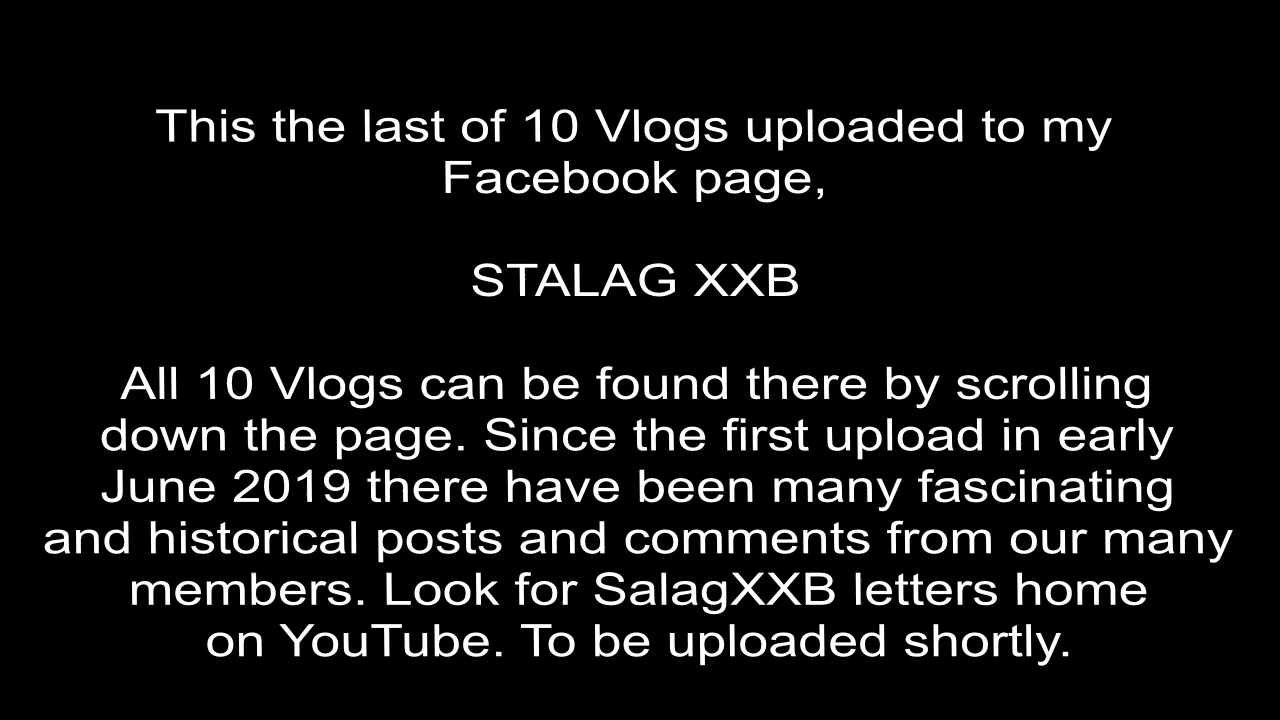 This the last of 10 Vlogs uploaded to my
Facebook page,
STALAG XXB
All 10 Vlogs can be found there by scrolling
down the page. Since the first upload in early
June 2019 there have been many fascinating
and historical posts and comments from our many
members. Look for SalagXXB letters home
on YouTube. To be uploaded shortly.